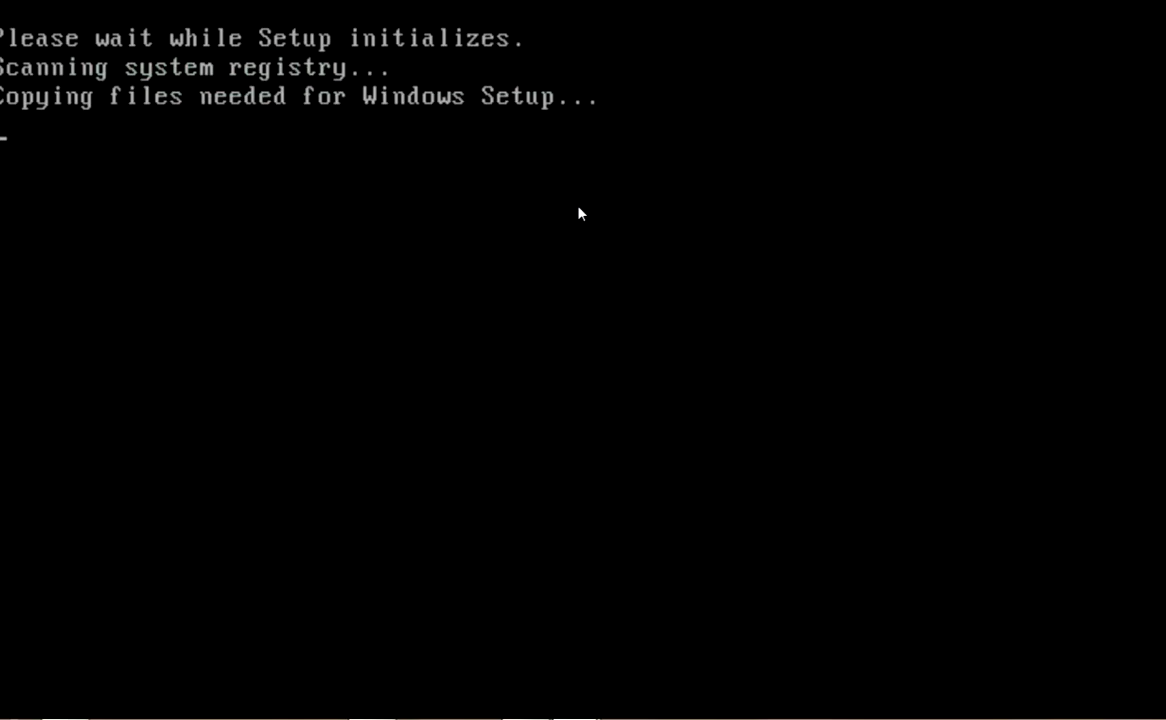 Please wait while Setup initializes.
Scanning system registry...
Copying files needed for Windows Setup...